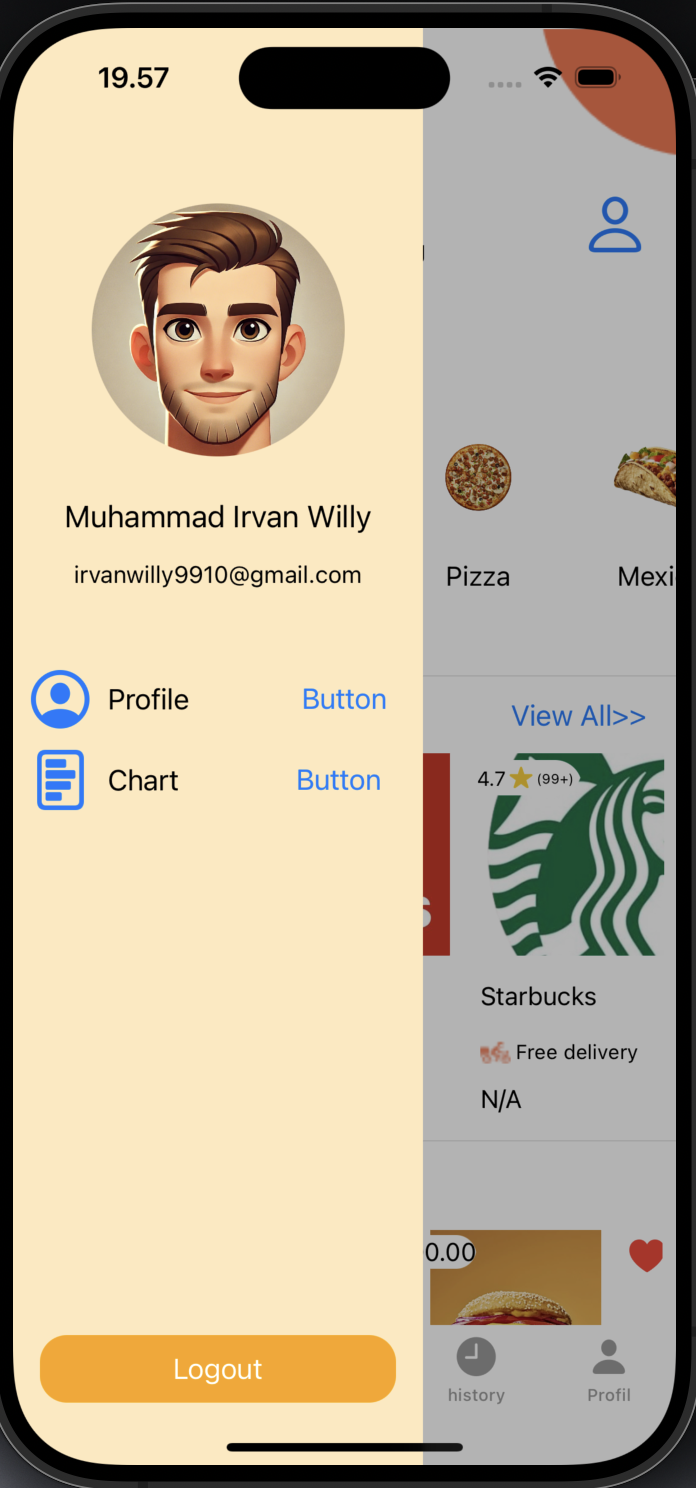 19.57
Muhammad Irvan Willy
irvanwilly9910@gmail.com
Profile
Button
Chart
Button
Logout
Pizza
Mexi
View All>>
4.7
(99+)
Starbucks
Free delivery
N/A
0.00
history
Profil